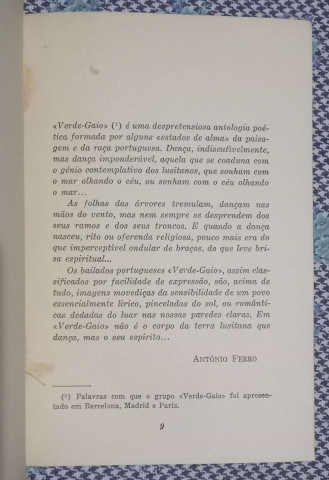 «Verde-Gaio» (¹) é uma despretensiosa antologia poé-
tica formada por alguns «estados de alma» da paisa-
gem e da raça portuguesa. Dança, indiscutìvelmente,
mas dança imponderável, aquela que se coaduna com
o génio contemplativo dos lusitanos, que sonham com
o mar olhando o céu, ou sonham com o céu olhando
o mar...
As folhas das árvores tremulam, dançam nas
mãos do vento, mas nem sempre se desprendem dos
seus ramos e dos seus troncos. E quando a dança
nasceu, rito ou oferenda religiosa, pouco mais era do
que imperceptível ondular de braços, do que leve bri-
sa espiritual...
Os bailados portugueses «Verde-Gaio», assim clas-
sificados por facilidade de expressão, são, acima de
tudo, imagens movediças da sensibilidade de um povo
essencialmente lírico, pinceladas do sol, ou românti-
cas dedadas do luar nas nossas paredes claras. Em
«Verde-Gaio» não é o corpo da terra lusitana que
dança, mas o seu espírito...
ANTÓNIO FERRO
(¹) Palavras com que o grupo «Verde-Gaio» foi apresen-
tado em Barcelona, Madrid e Paris.
9